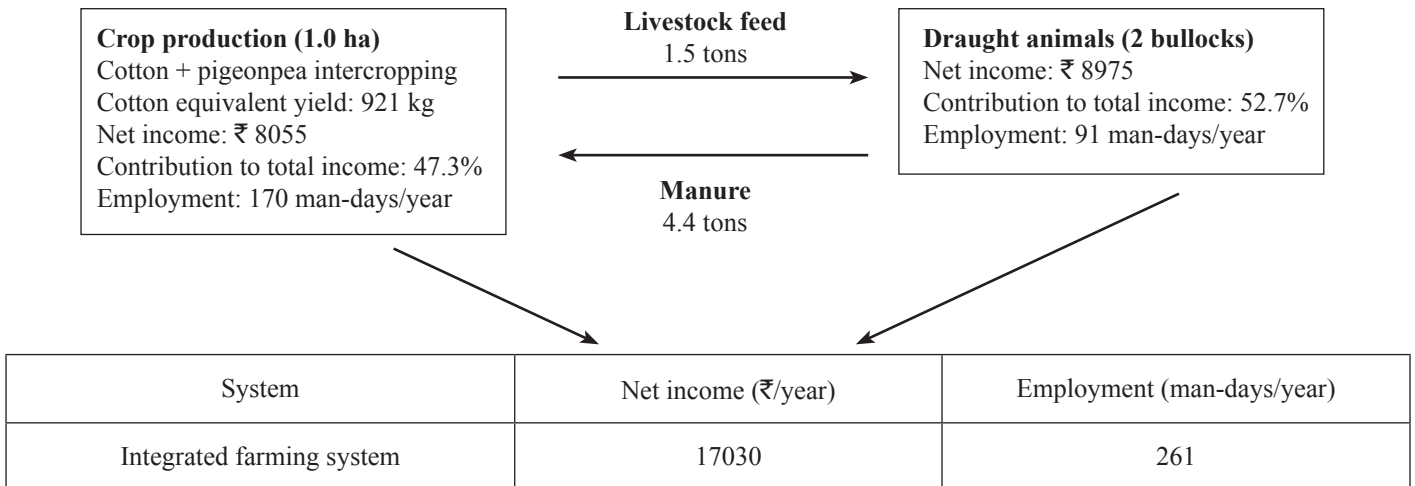 Crop production (1.0 ha)
Cotton + pigeonpea intercropping
Cotton equivalent yield: 921 kg
Net income: ₹ 8055
Contribution to total income: 47.3%
Employment: 170 man-days/year
Livestock feed
1.5 tons
Manure
4.4 tons
Draught animals (2 bullocks)
Net income: ₹ 8975
Contribution to total income: 52.7%
Employment: 91 man-days/year
System
Net income (₹/year)
Employment (man-days/year)
Integrated farming system
17030
261